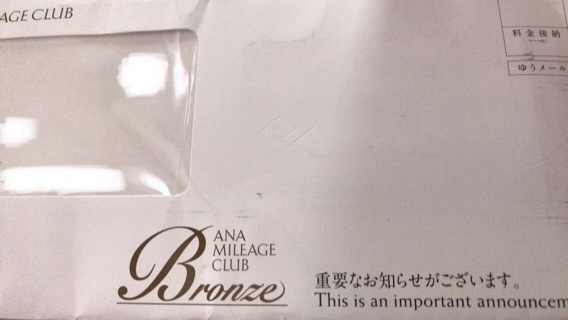 AGE CLUB
料金後納
ゆうメール
ANA
MILEAGE
CLUB
Bronze
重要なお知らせがございます。
This is an important announcem